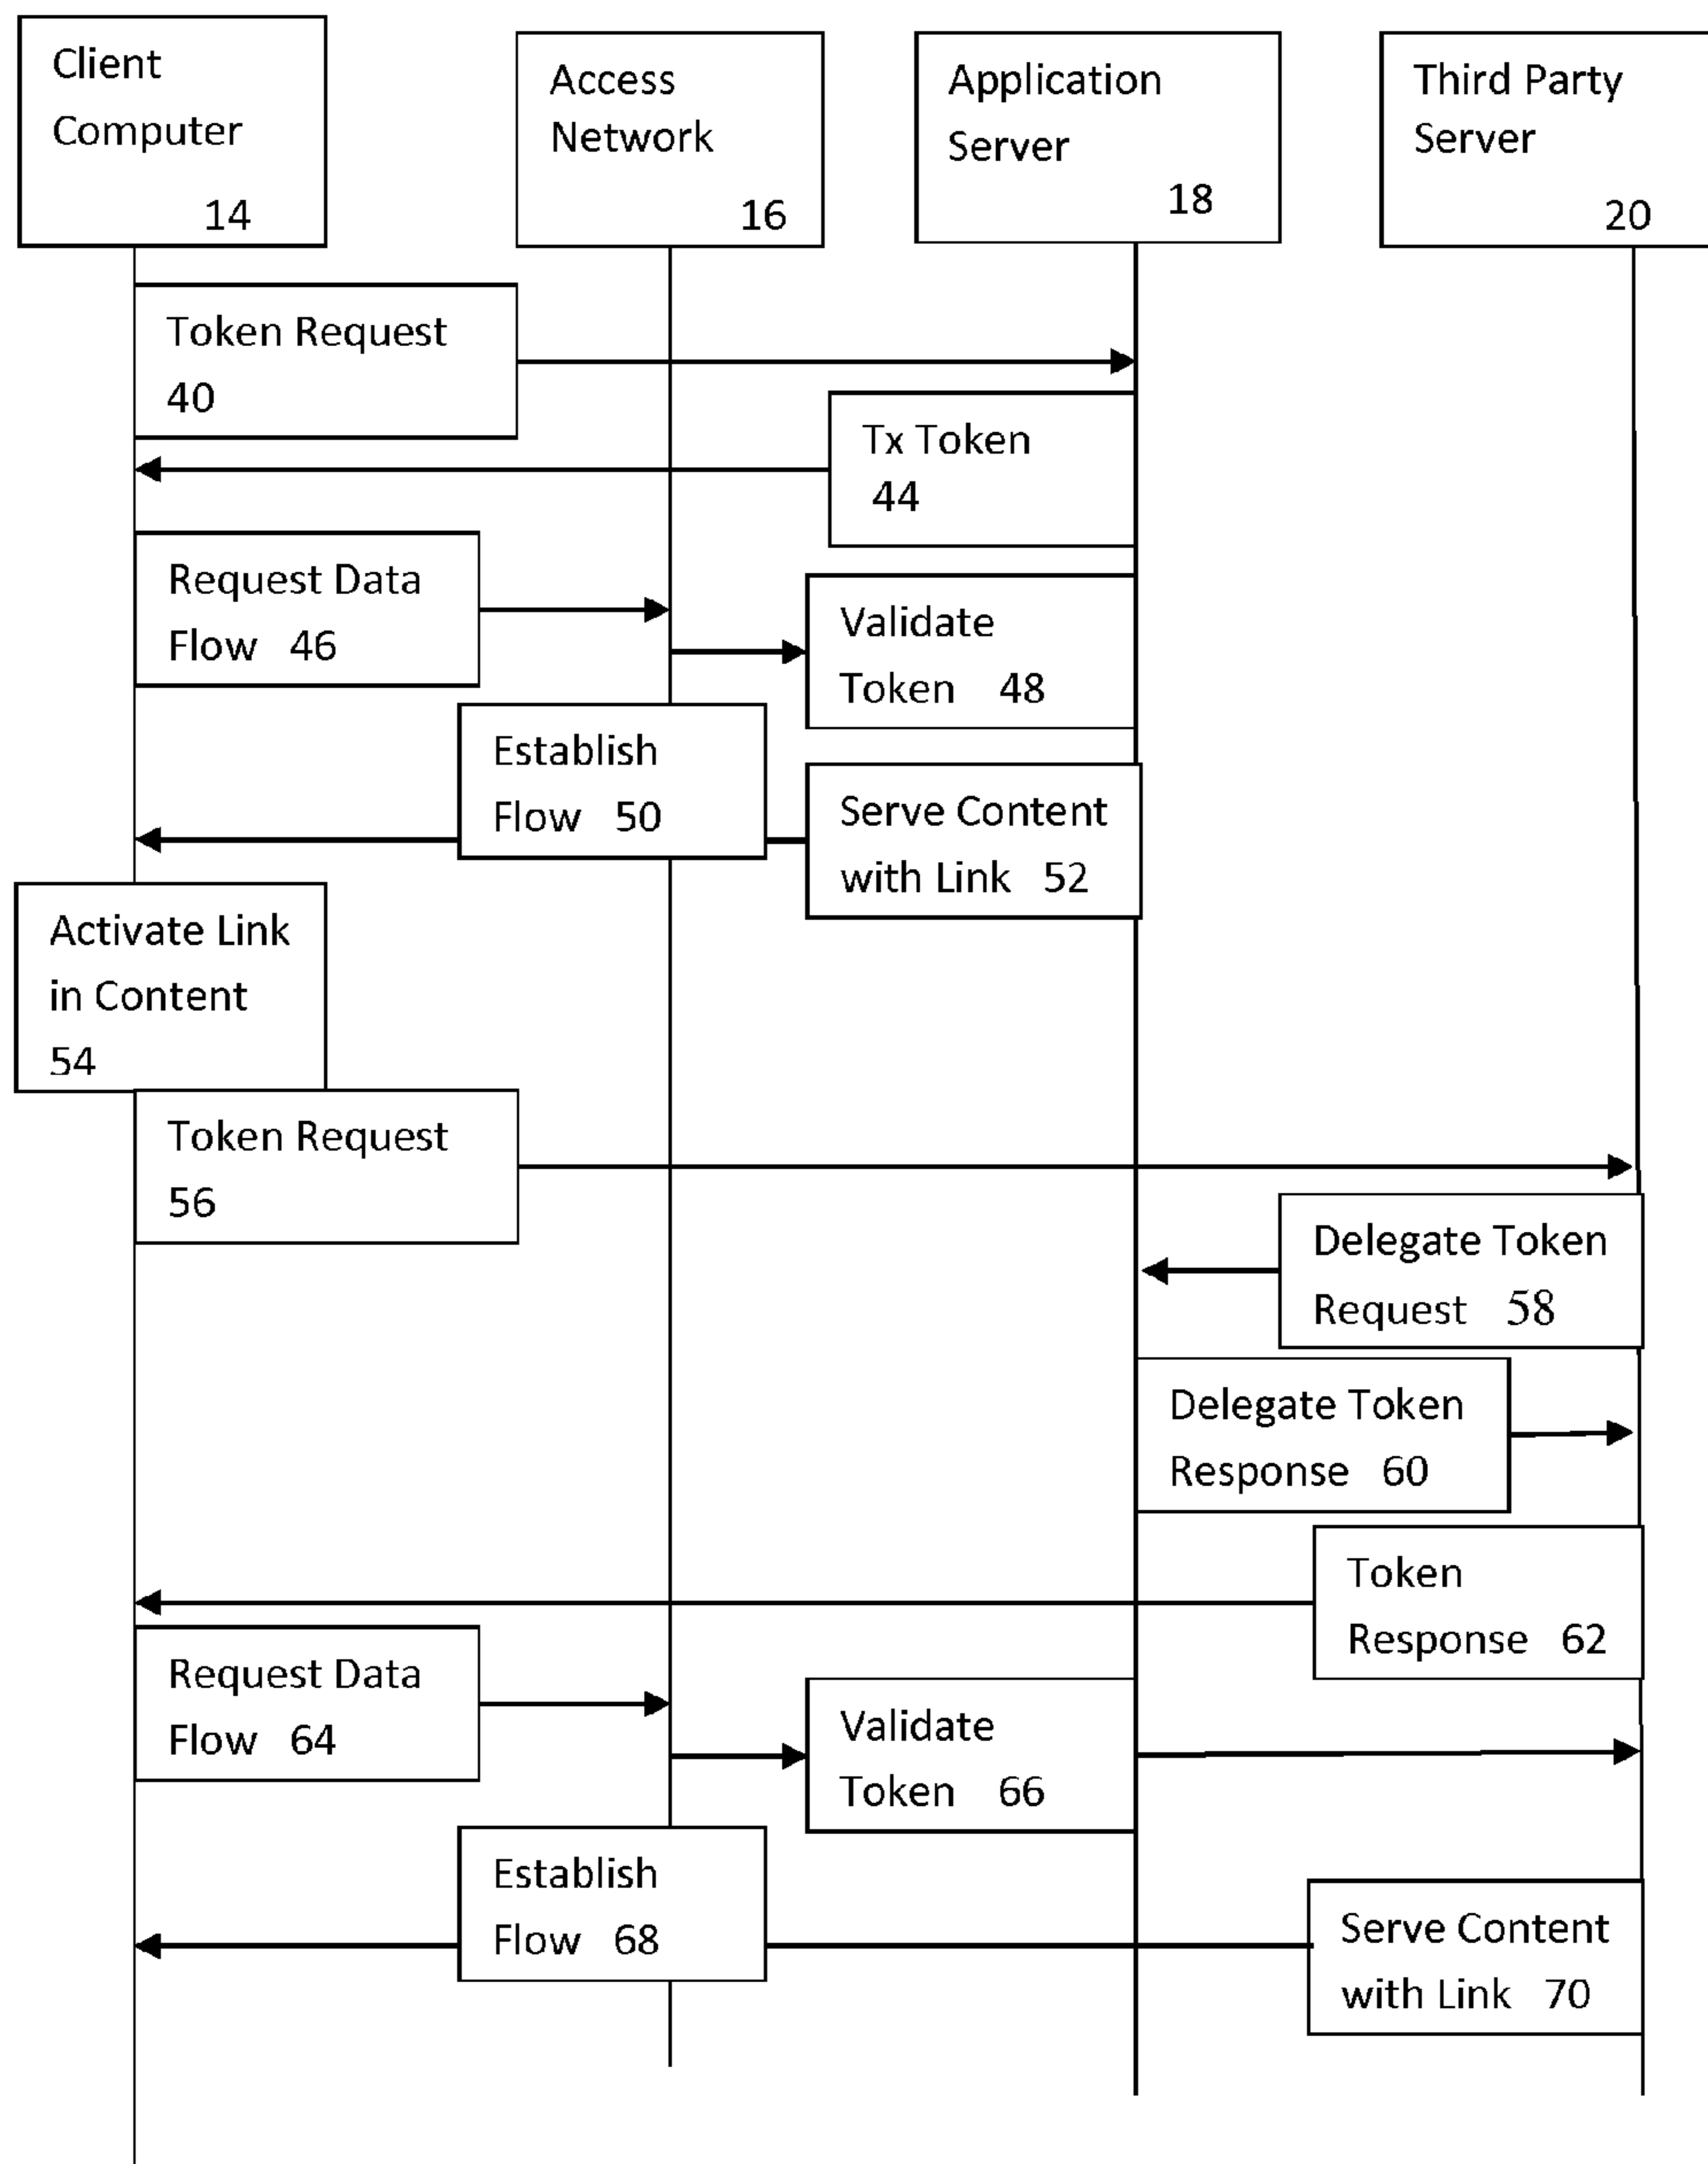 Client
Computer
14
Access
Network
16
Application
Server
18
Third Party
Server
20
Token Request
40
Tx Token
44
Request Data
Flow 46
Validate
Token 48
Establish
Flow 50
Serve Content
with Link 52
Activate Link
in Content
54
Token Request
56
Delegate Token
Request 58
Delegate Token
Response 60
Token
Response 62
Request Data
Flow 64
Validate
Token 66
Establish
Flow 68
Serve Content
with Link 70